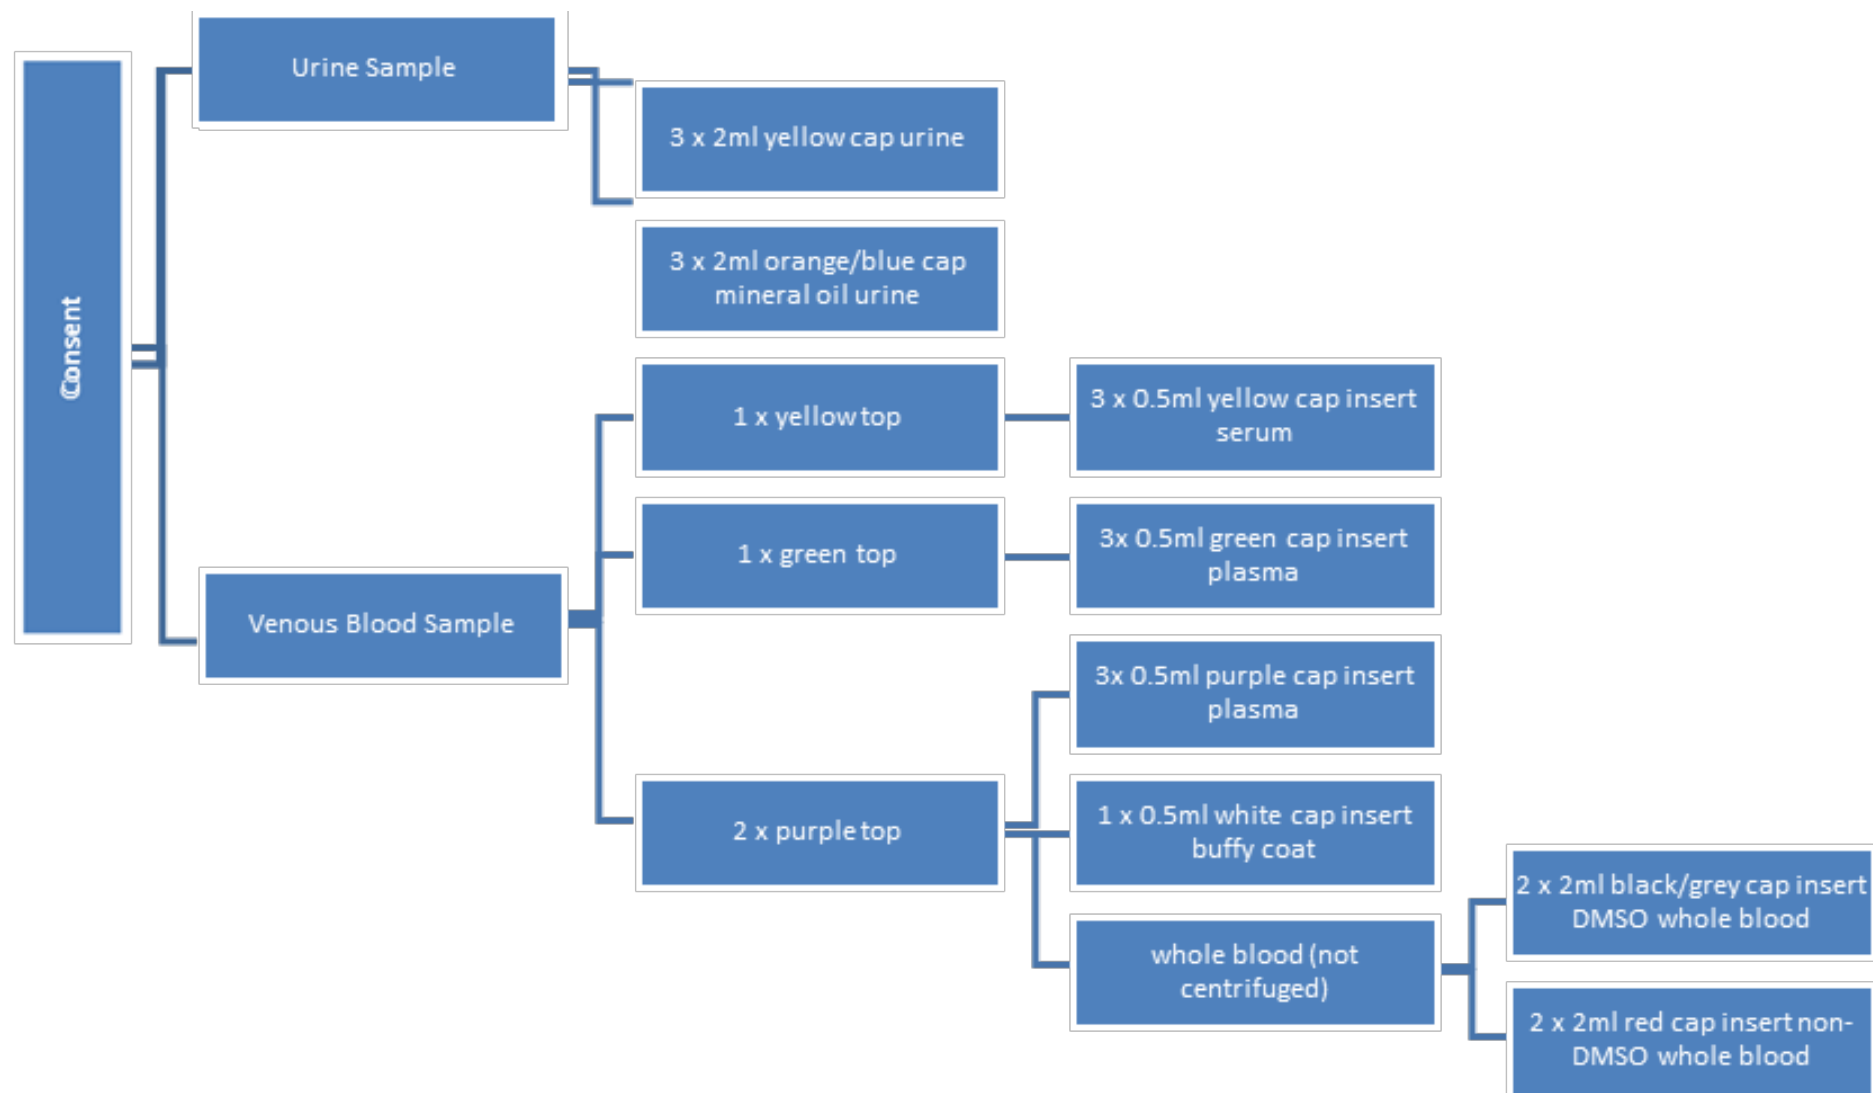 Consent
Urine Sample
3 x 2ml yellow cap urine
3 x 2ml orange/blue cap
mineral oil urine
Venous Blood Sample
1 x yellow top
3 x 0.5ml yellow cap insert
serum
1 x green top
3x 0.5ml green cap insert
plasma
2 x purple top
3x 0.5ml purple cap insert
plasma
1 x 0.5ml white cap insert
buffy coat
whole blood (not
centrifuged)
2 x 2ml black/grey cap insert
DMSO whole blood
2 x 2ml red cap insert non-
DMSO whole blood